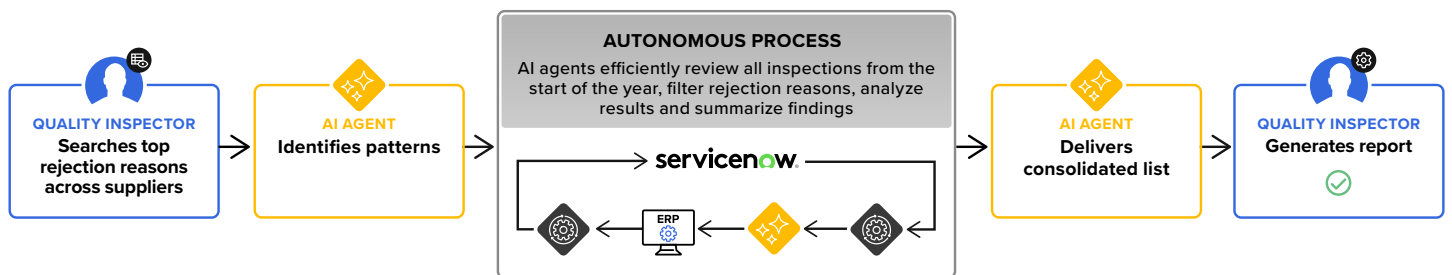 QUALITY INSPECTOR
Searches top
rejection reasons
across suppliers
AI AGENT
Identifies patterns
AUTONOMOUS PROCESS
AI agents efficiently review all inspections from the
start of the year, filter rejection reasons, analyze
results and summarize findings
servicenow.
ERP
AI AGENT
Delivers
consolidated list
QUALITY INSPECTOR
Generates report